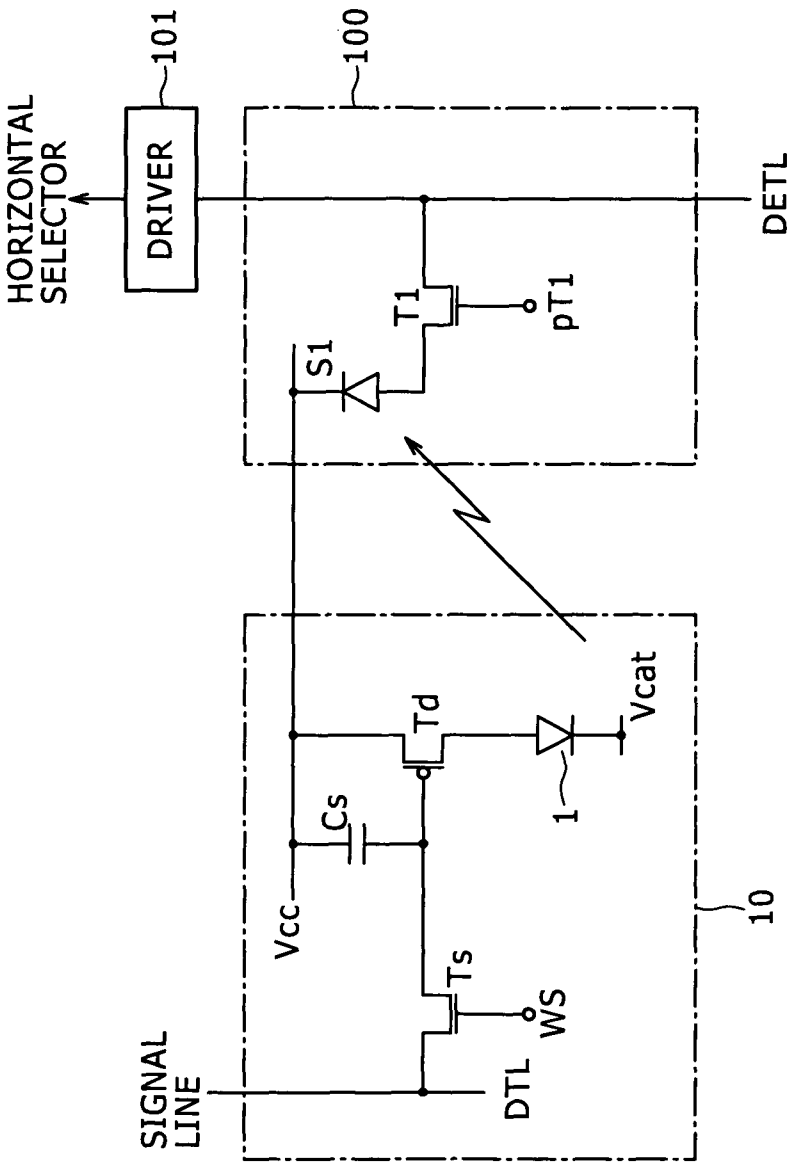 HORIZONTAL
SELECTOR
DRIVER
101
100
SIGNAL
LINE
Vcc
Cs
Td
Ts
WS
DTL
1
Vcat
10
S1
T1
pT1
DETL